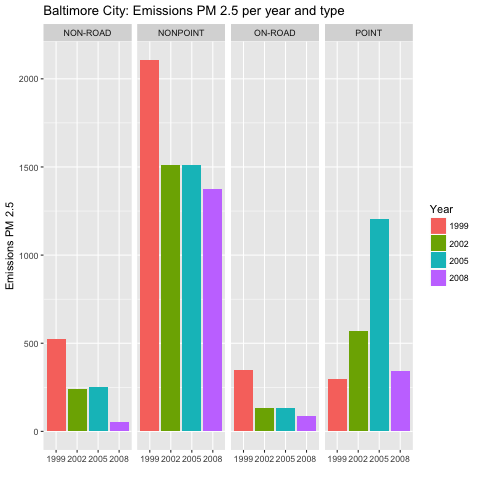 Baltimore City: Emissions PM 2.5 per year and type
NON-ROAD NONPOINT ON-ROAD POINT
2000
1500
1000
500
0
Emissions PM 2.5
1999 2002 2005 2008 1999 2002 2005 2008 1999 2002 2005 2008 1999 2002 2005 2008
Year
1999
2002
2005
2008